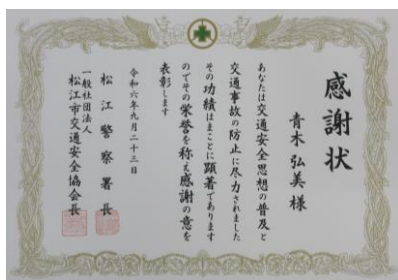 感謝状
青木弘美様
あなたは交通安全思想の普及と
交通事故の防止に尽力されました
その功績はまことに顕著であります
のでその栄誉を称え感謝の意を
表彰します
令和六年九月二十三日
松江警察署長
一般社団法人
松江市交通安全協会長